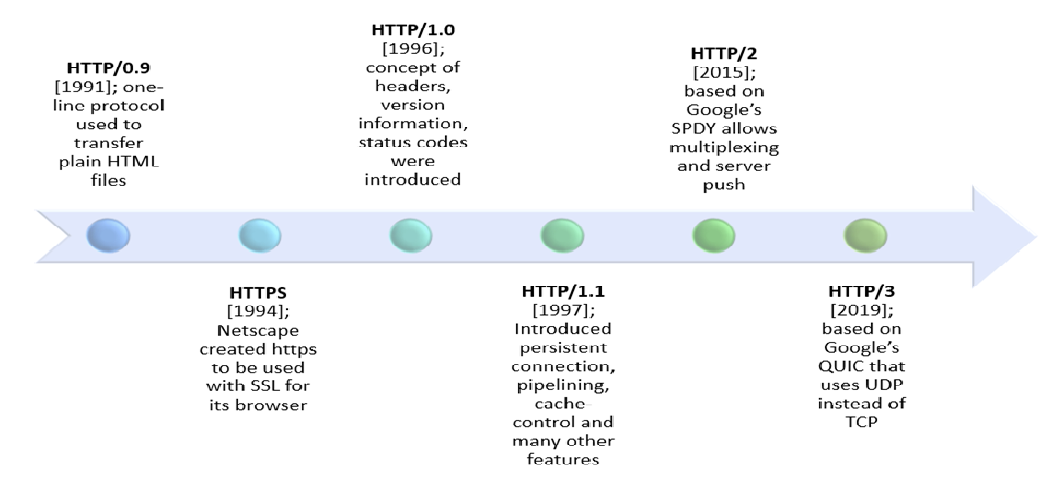 HTTP/0.9
[1991]; one-
line protocol
used to
transfer
plain HTML
files
HTTPS
[1994];
Netscape
created https
to be used
with SSL for
its browser
HTTP/1.0
[1996];
concept of
headers,
version
information,
status codes
were
introduced
HTTP/1.1
[1997];
Introduced
persistent
connection,
pipelining,
cache-
control and
many other
features
HTTP/2
[2015];
based on
Google's
SPDY allows
multiplexing
and server
push
HTTP/3
[2019];
based on
Google's
QUIC that
uses UDP
instead of
TCP